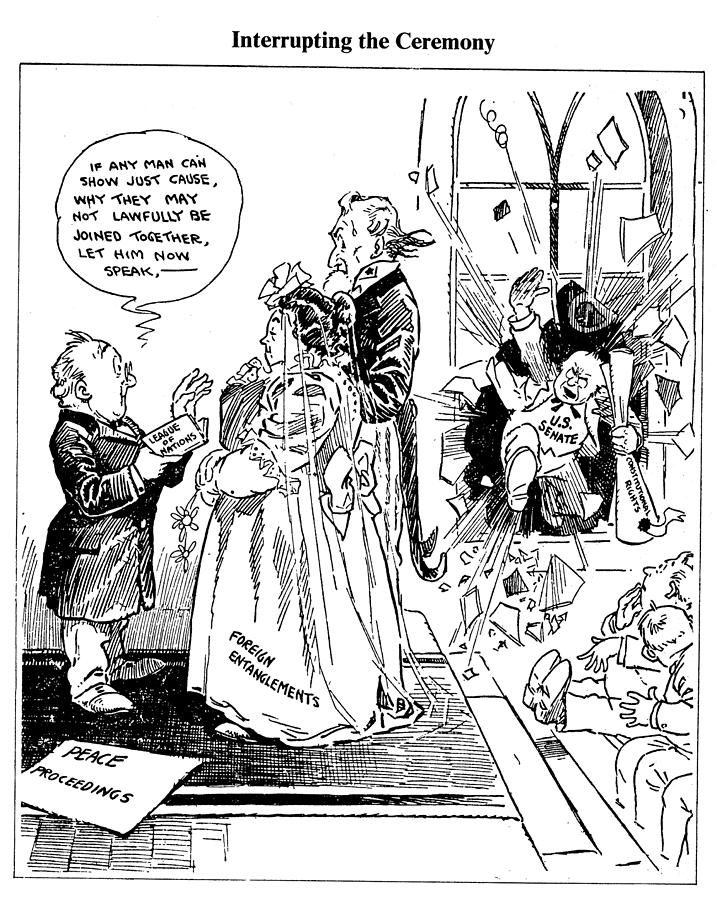 Interrupting the Ceremony
IF ANY MAN CAN
SHOW JUST CAUSE,
WHY THEY MAY
NOT LAWFULLY BE
JOINED TOGETHER,
LET HIM NOW
SPEAK,—
LEAGUE
OF
NATIONS
U.S.
SENATE
CONSTITUTIONAL
RIGHTS
FOREIGN
ENTANGLEMENTS
PEACE
PROCEEDINGS